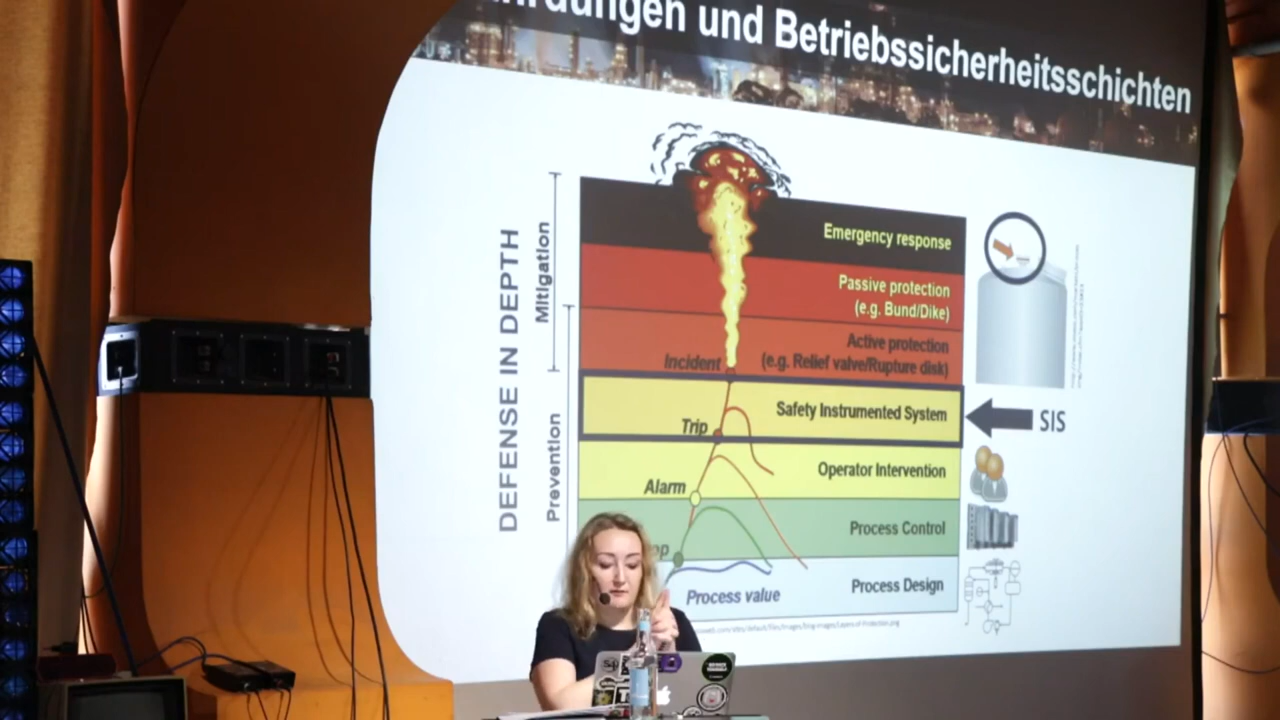 und Betriebssicherheitsschichten
DEFENSE IN DEPTH
Mitigation
Prevention
Emergency response
Passive protection
(e.g. Bund/Dike)
Active protection
(e.g. Relief valve/Rupture disk)
Incident
Safety Instrumented System
SIS
Trip
Operator Intervention
Alarm
Process Control
Process Design
Process value